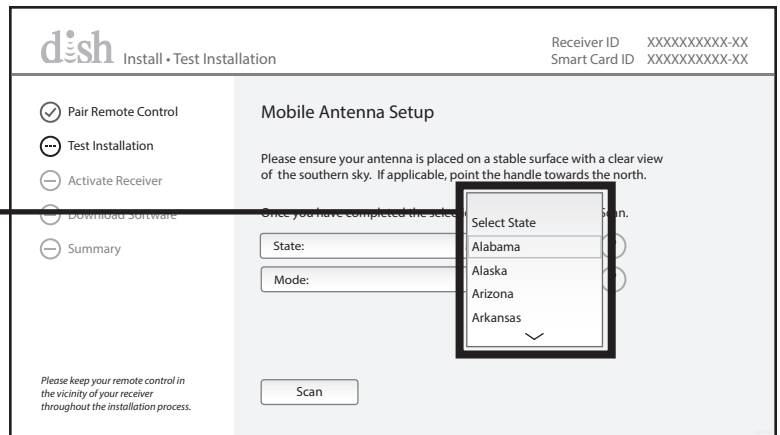 dish Install • Test Installation
Receiver ID XXXXXXXXXX-XX
Smart Card ID XXXXXXXXXX-XX
Pair Remote Control
Test Installation
Activate Receiver
Download Software
Summary
Please keep your remote control in
the vicinity of your receiver
throughout the installation process.
Mobile Antenna Setup
Please ensure your antenna is placed on a stable surface with a clear view
of the southern sky. If applicable, point the handle towards the north.
Once you have completed the
State:
Mode:
Select State
Alabama
Alaska
Arizona
Arkansas
Scan